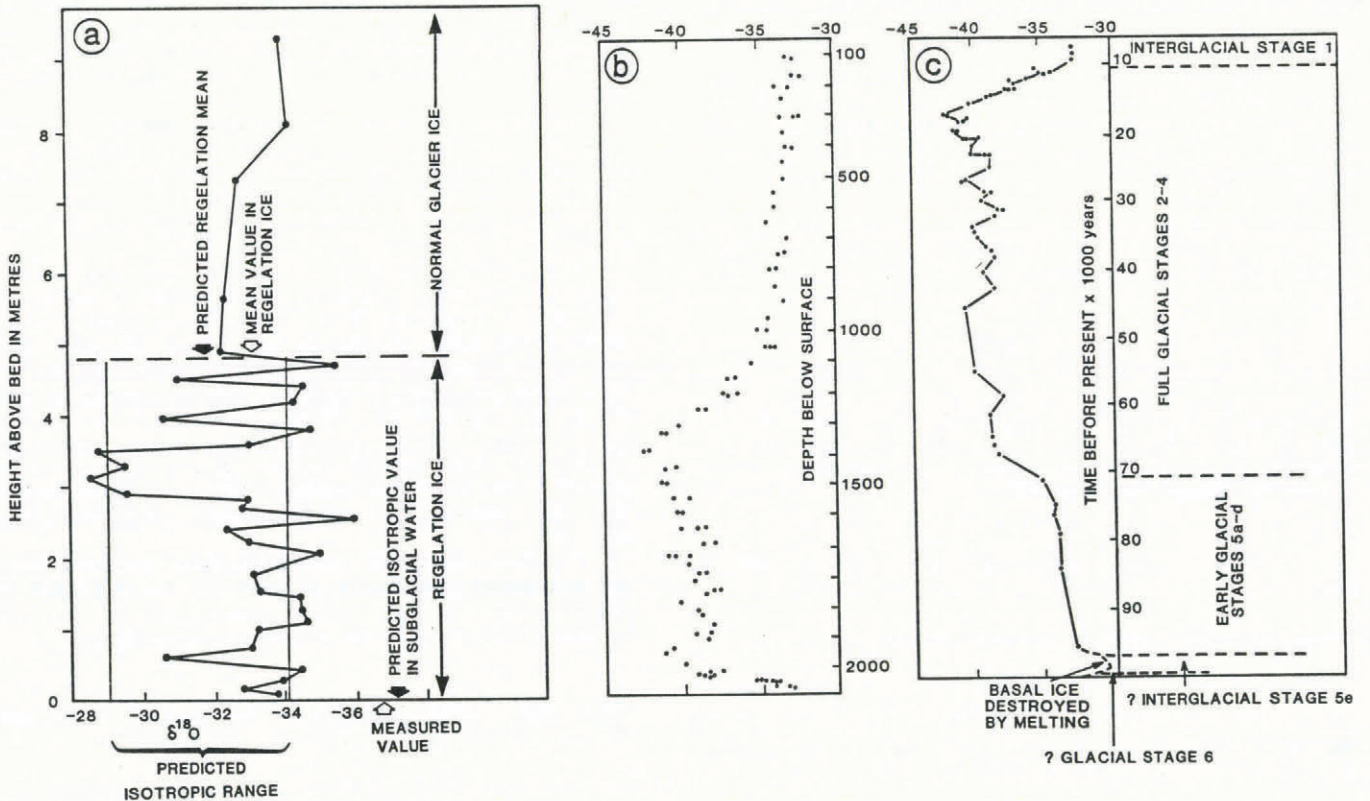 a
HEIGHT ABOVE BED IN METRES
8
6
4
2
0
-28
-30
-32
-34
-36
δ18O
PREDICTED
ISOTROPIC RANGE
PREDICTED REGELATION MEAN
MEAN VALUE IN
REGELATION ICE
NORMAL GLACIER ICE
REGELATION ICE
PREDICTED ISOTROPIC VALUE
IN SUBGLACIAL WATER
MEASURED
VALUE
b
-45
-40
-35
-30
100
500
1000
1500
2000
DEPTH BELOW SURFACE
c
-45
-40
-35
-30
10
20
30
40
50
60
70
80
90
TIME BEFORE PRESENT x 1000 years
INTERGLACIAL STAGE 1
FULL GLACIAL STAGES 2-4
EARLY GLACIAL
STAGES 5a-d
BASAL ICE
DESTROYED
BY MELTING
? INTERGLACIAL STAGE 5e
? GLACIAL STAGE 6